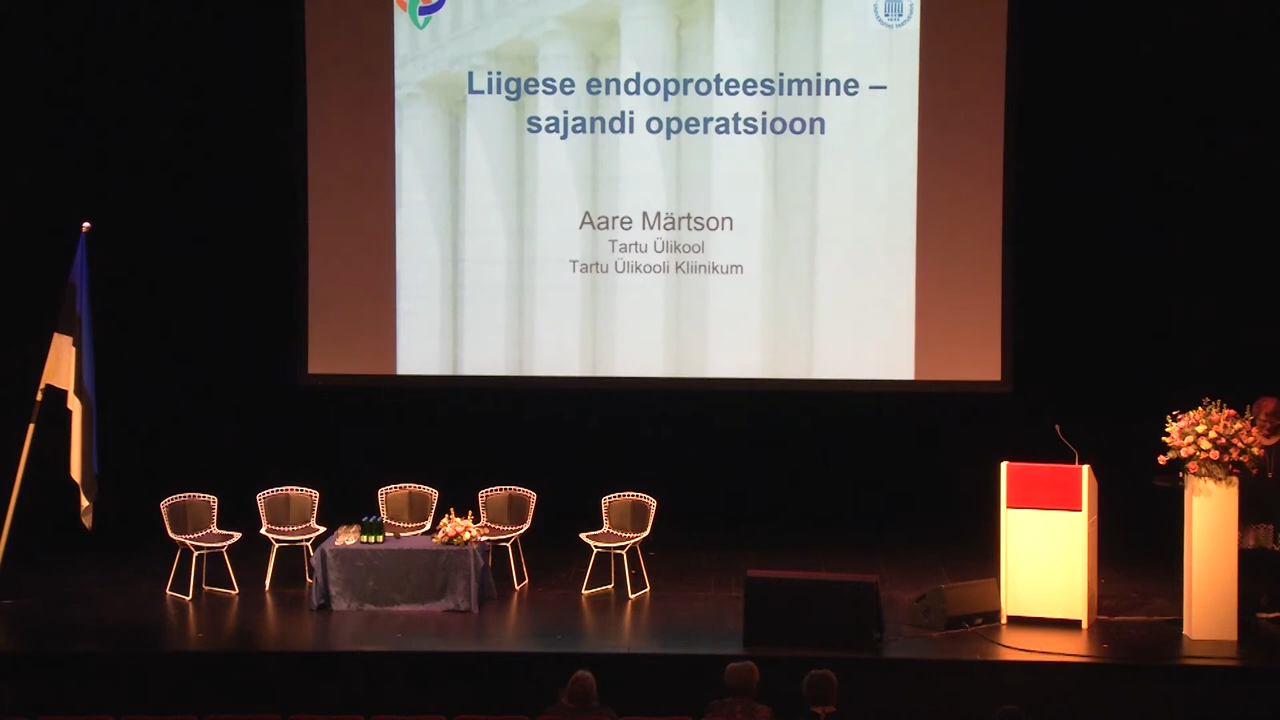 Liigese endoproteesimine –
sajandi operatsioon
Aare Märtson
Tartu Ülikool
Tartu Ülikooli Kliinikum